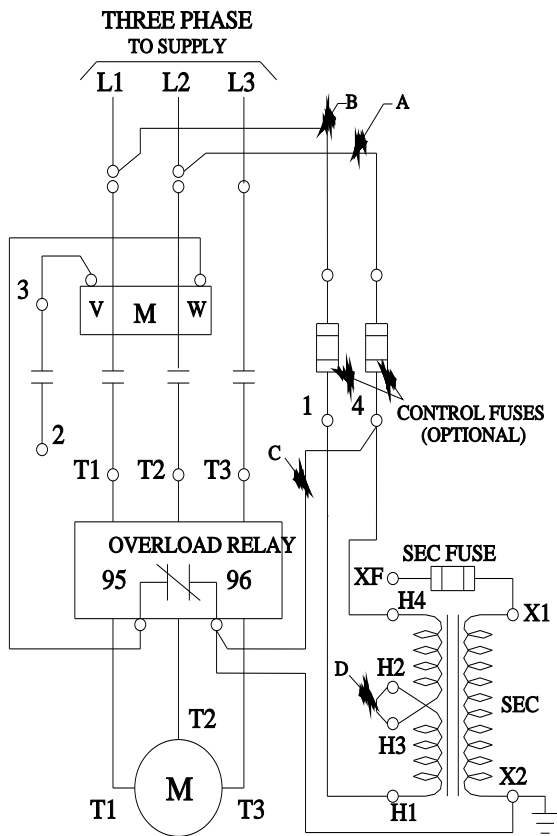 THREE PHASE
TO SUPPLY
L1 L2 L3
B A
3 V M W
2
1 4
CONTROL FUSES
(OPTIONAL)
C
T1 T2 T3
OVERLOAD RELAY
95 96
SEC FUSE
XF
H4 X1
D H2
SEC
H3
T2
X2
M
T1 T3
H1